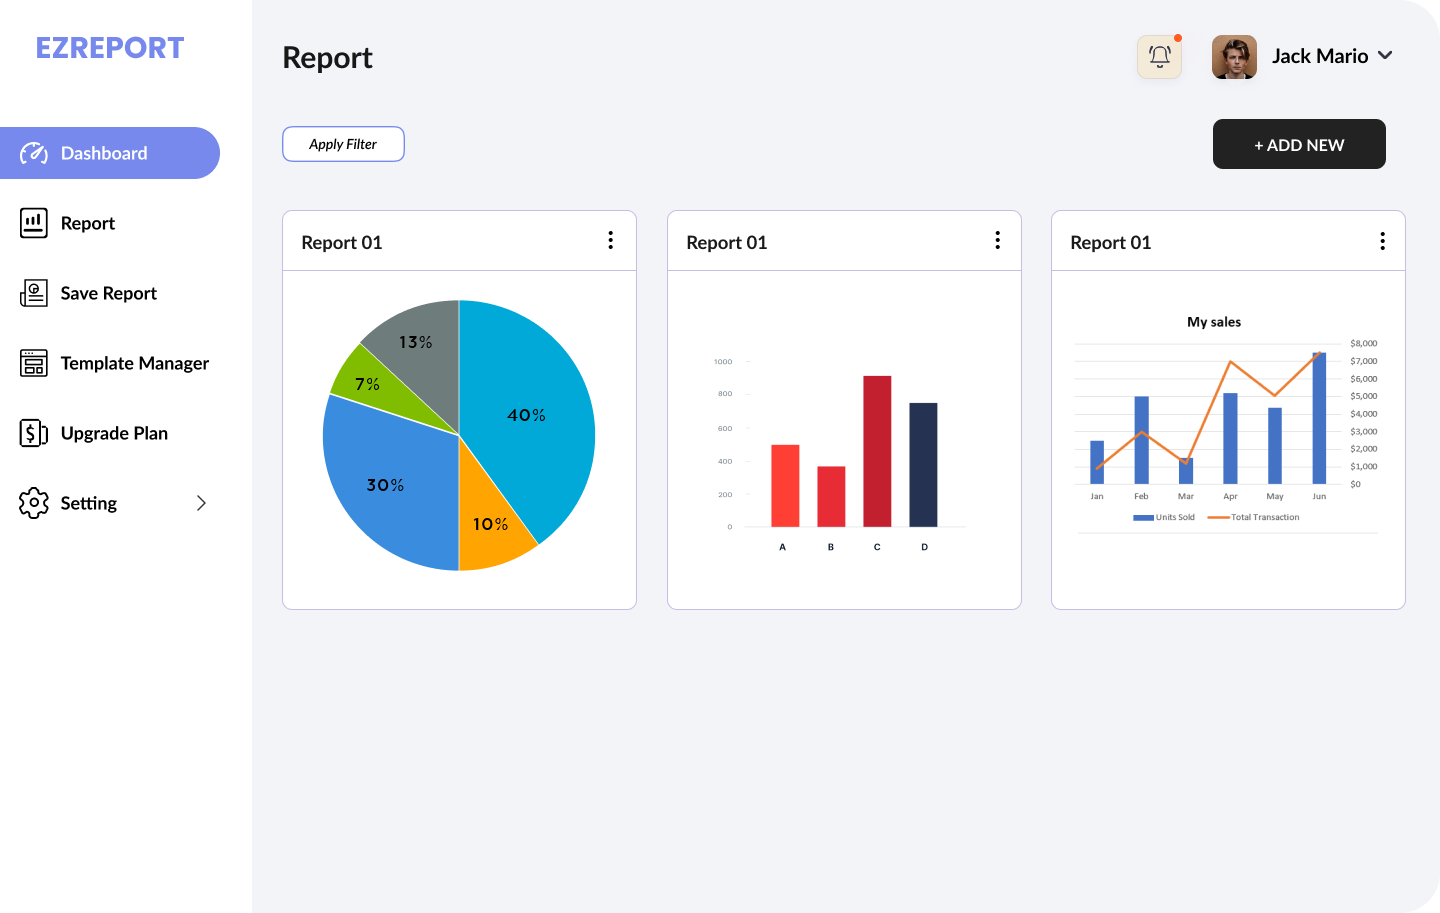 EZREPORT
Dashboard
Report
Save Report
Template Manager
Upgrade Plan
Setting
Report
Jack Mario
Apply Filter
+ ADD NEW
Report 01
13%
7%
40%
30%
10%
Report 01
1000
800
600
400
200
0
A B C D
Report 01
My sales
$8,000
$7,000
$6,000
$5,000
$4,000
$3,000
$2,000
$1,000
$0
Jan Feb Mar Apr May Jun
Units Sold Total Transaction